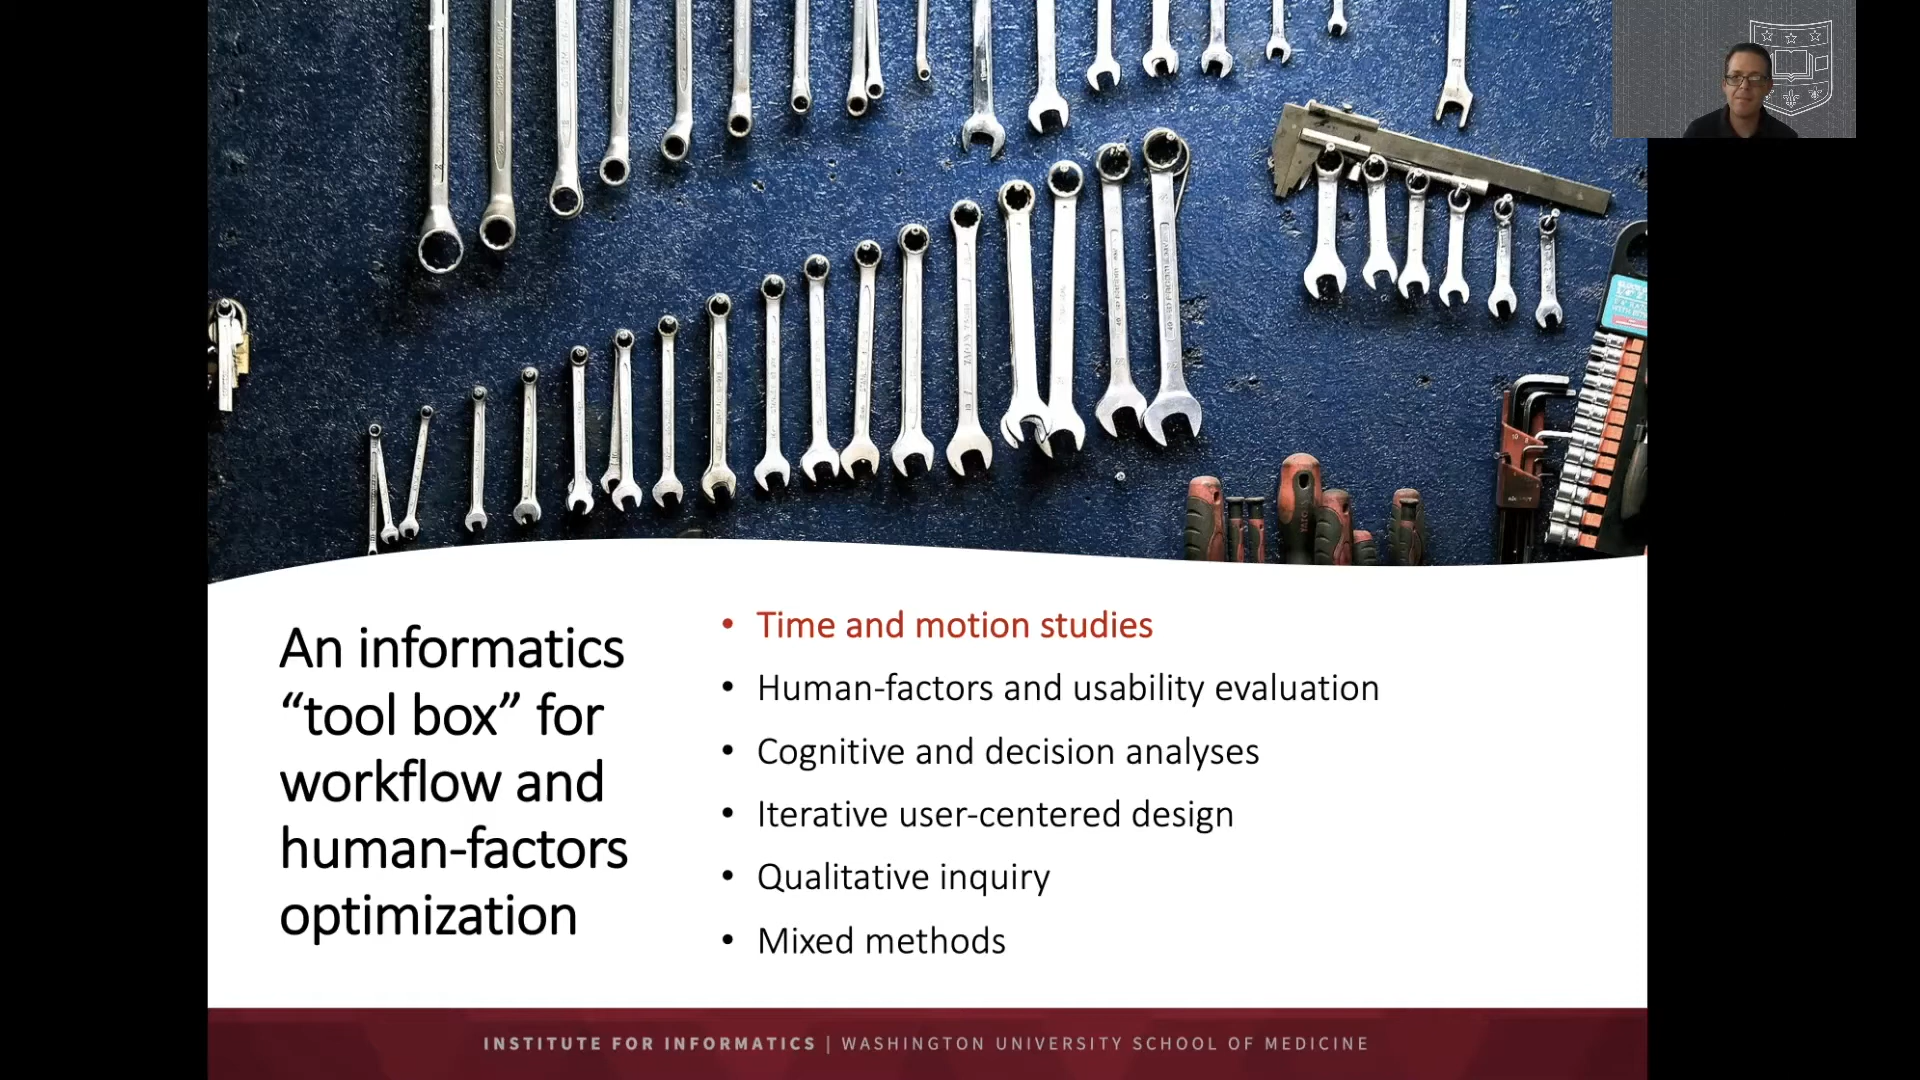 An informatics
“tool box” for
workflow and
human-factors
optimization
• Time and motion studies
• Human-factors and usability evaluation
• Cognitive and decision analyses
• Iterative user-centered design
• Qualitative inquiry
• Mixed methods
INSTITUTE FOR INFORMATICS | WASHINGTON UNIVERSITY SCHOOL OF MEDICINE